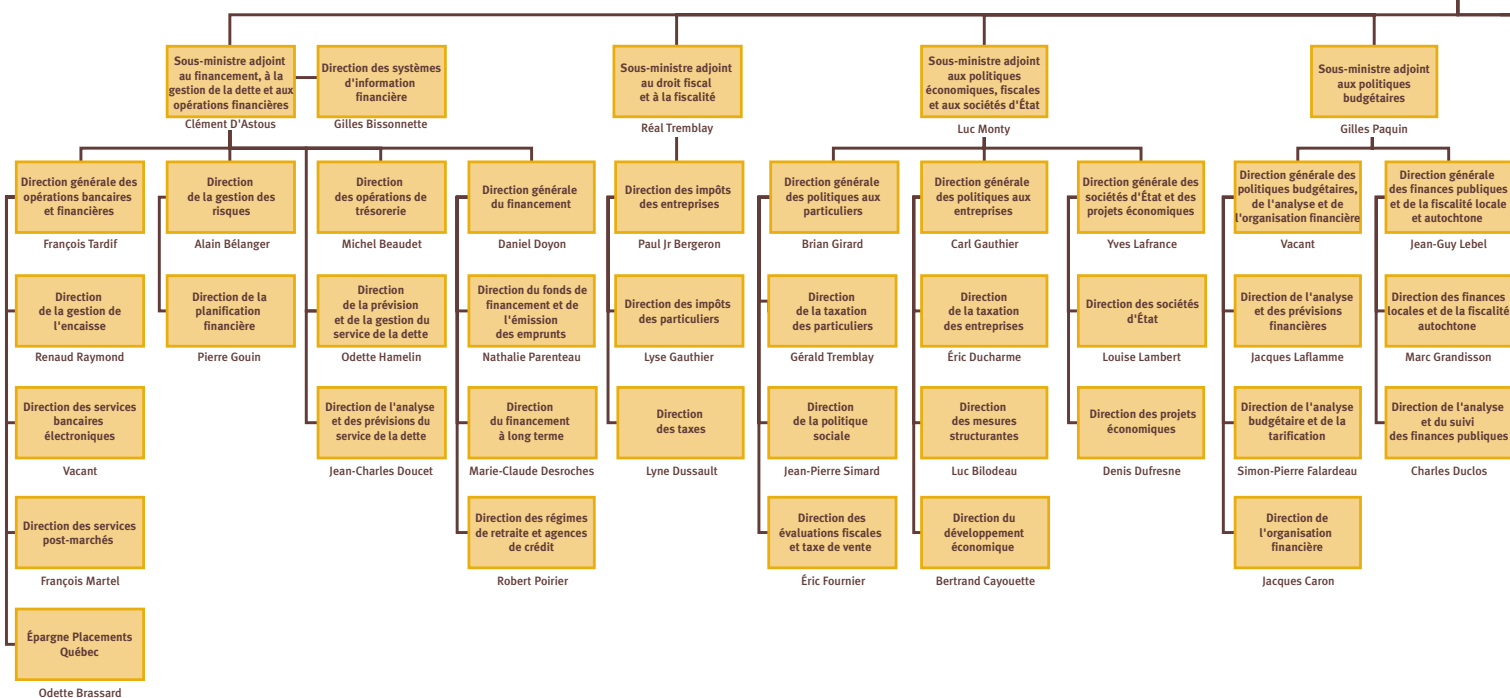 Sous-ministre adjoint
au financement, à la
gestion de la dette et aux
opérations financières
Clément D'Astous
Direction des systèmes
d'information
financière
Gilles Bissonnette
Sous-ministre adjoint
au droit fiscal
et à la fiscalité
Réal Tremblay
Sous-ministre adjoint
aux politiques
économiques, fiscales
et aux sociétés d'État
Luc Monty
Sous-ministre adjoint
aux politiques
budgétaires
Gilles Paquin
Direction générale des
opérations bancaires
et financières
François Tardif
Direction
de la gestion des
risques
Alain Bélanger
Direction
des opérations de
trésorerie
Michel Beaudet
Direction générale
du financement
Daniel Doyon
Direction des impôts
des entreprises
Paul Jr Bergeron
Direction générale
des politiques aux
particuliers
Brian Girard
Direction générale
des politiques aux
entreprises
Carl Gauthier
Direction générale des
sociétés d'État et des
projets économiques
Yves Lafrance
Direction générale des
politiques budgétaires,
de l'analyse et de
l'organisation financière
Vacant
Direction générale
des finances publiques
et de la fiscalité locale
et autochtone
Jean-Guy Lebel
Direction
de la gestion de
l'encaisse
Renaud Raymond
Direction de la
planification
financière
Pierre Gouin
Direction
de la prévision
et de la gestion du
service de la dette
Odette Hamelin
Direction du fonds de
financement et de
l'émission
des emprunts
Nathalie Parenteau
Direction des impôts
des particuliers
Lyse Gauthier
Direction
de la taxation
des particuliers
Gérald Tremblay
Direction
de la taxation
des entreprises
Éric Ducharme
Direction des sociétés
d'État
Louise Lambert
Direction de l'analyse
et des prévisions
financières
Jacques Laflamme
Direction des finances
locales et de la fiscalité
autochtone
Marc Grandisson
Direction des services
bancaires
électroniques
Vacant
Direction de l'analyse
et des prévisions du
service de la dette
Jean-Charles Doucet
Direction
du financement
à long terme
Marie-Claude Desroches
Direction
des taxes
Lyne Dussault
Direction
de la politique
sociale
Jean-Pierre Simard
Direction
des mesures
structurantes
Luc Bilodeau
Direction des projets
économiques
Denis Dufresne
Direction de l'analyse
budgétaire et de la
tarification
Simon-Pierre Falardeau
Direction de l'analyse
et du suivi
des finances publiques
Charles Duclos
Direction des services
post-marchés
François Martel
Direction des régimes
de retraite et agences
de crédit
Robert Poirier
Direction des
évaluations fiscales
et taxe de vente
Éric Fournier
Direction du
développement
économique
Bertrand Cayouette
Direction de
l'organisation
financière
Jacques Caron
Épargne Placements
Québec
Odette Brassard